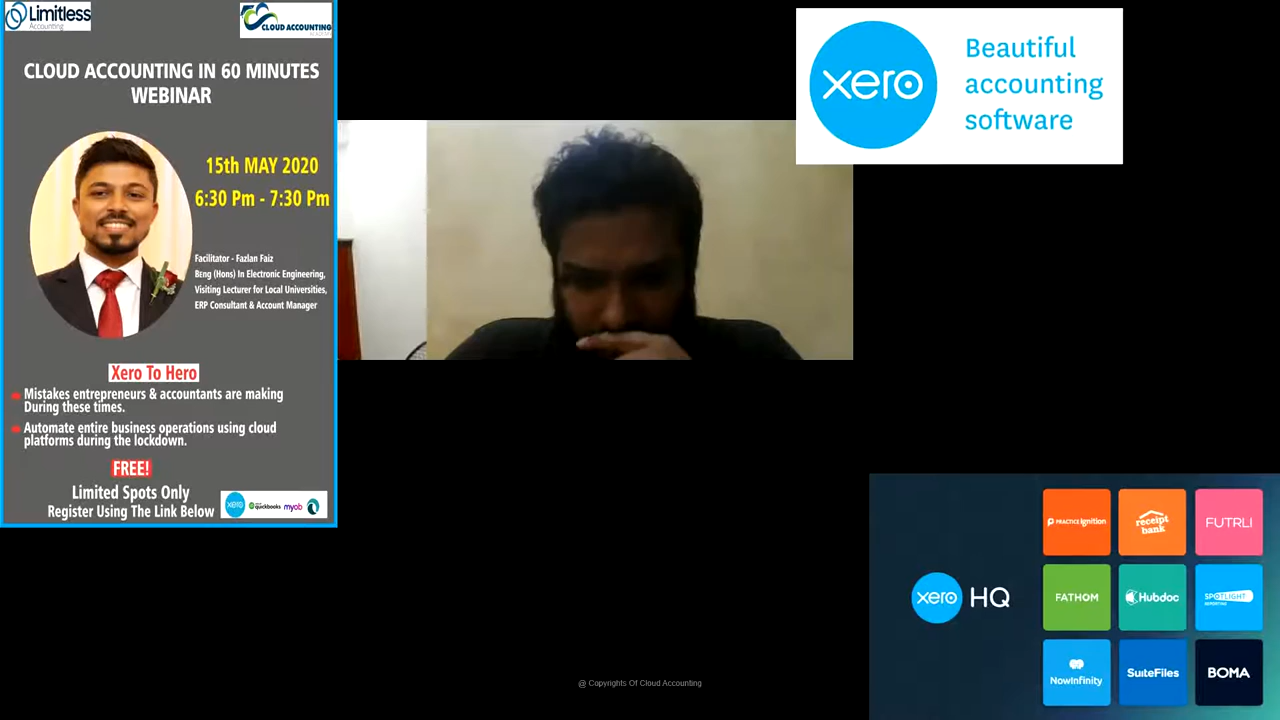 Limitless
Accounting
CLOUD ACCOUNTING
CLOUD ACCOUNTING IN 60 MINUTES
WEBINAR
15th MAY 2020
6:30 Pm - 7:30 Pm
Facilitator - Fazlan Faiz
BEng (Hons) In Electronic Engineering,
Visiting Lecturer for Local Universities,
ERP Consultant & Account Manager
Xero To Hero
Mistakes entrepreneurs & accountants are making
During these times.
Automate entire business operations using cloud
platforms during the lockdown.
FREE!
Limited Spots Only
Register Using The Link Below
xero
quickbooks
myob
xero
Beautiful
accounting
software
xero HQ
PRACTICE ignition
receipt
bank
FUTRLI
FATHOM
Hubdoc
SPOTLIGHT
REPORTING
NowInfinity
SuiteFiles
BOMA
@ Copyrights Of Cloud Accounting